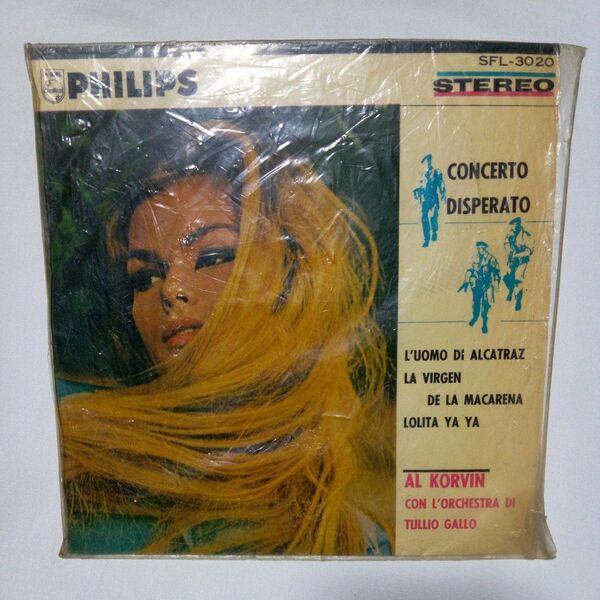 PHILIPS
SFL-3020
STEREO
CONCERTO
DISPERATO
L'UOMO DI ALCATRAZ
LA VIRGEN
DE LA MACARENA
LOLITA YA YA
AL KORVIN
CON L'ORCHESTRA DI
TULLIO GALLO